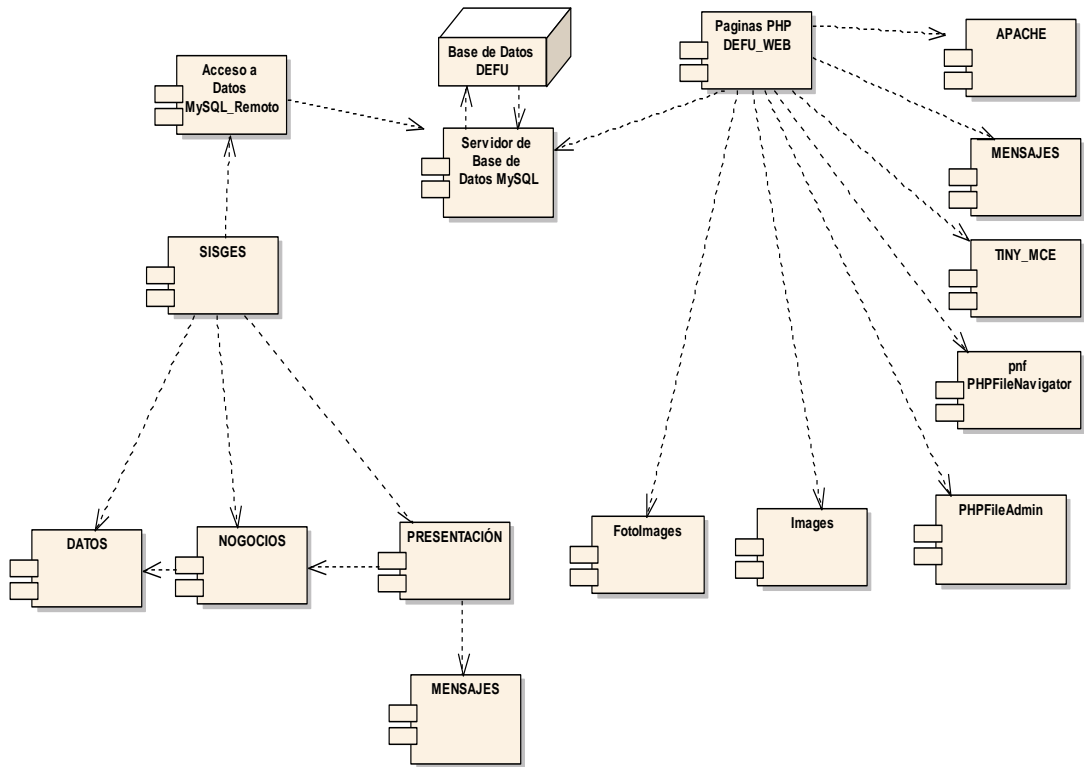 Paginas PHP
DEFU_WEB
APACHE
Base de Datos
DEFU
Acceso a
Datos
MySQL_Remoto
Servidor de
Base de
Datos MySQL
MENSAJES
SISGES
TINY_MCE
pnf
PHPFileNavigator
PHPFileAdmin
FotoImages
Images
DATOS
NOGOCIOS
PRESENTACIÓN
MENSAJES